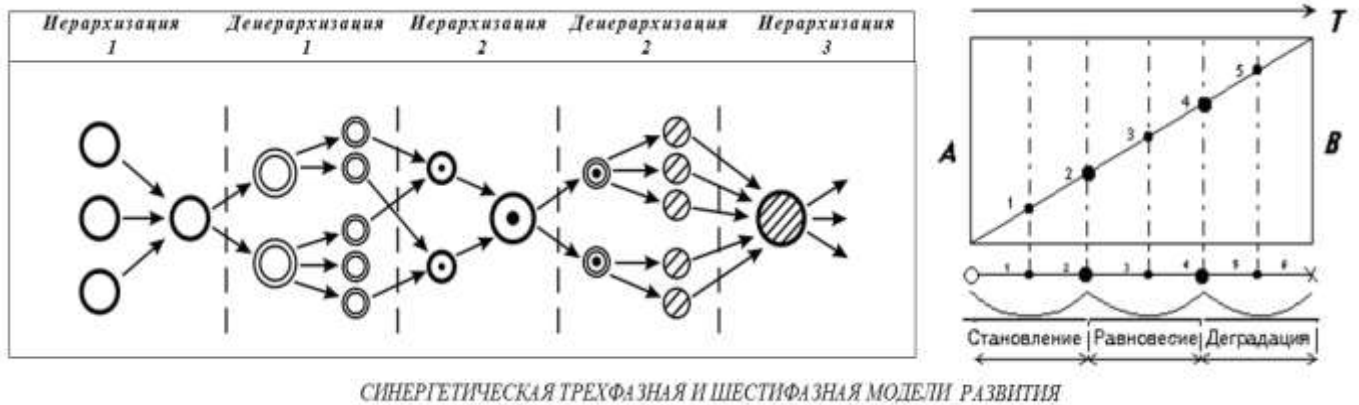 Иерархизация 1
Деиерархизация 1
Иерархизация 2
Деиерархизация 2
Иерархизация 3
T
A
B
1
2
3
4
5
1 2 3 4 5 6
Становление Равновесие Деградация
СИНЕРГЕТИЧЕСКАЯ ТРЕХФАЗНАЯ И ШЕСТИФАЗНАЯ МОДЕЛИ РАЗВИТИЯ